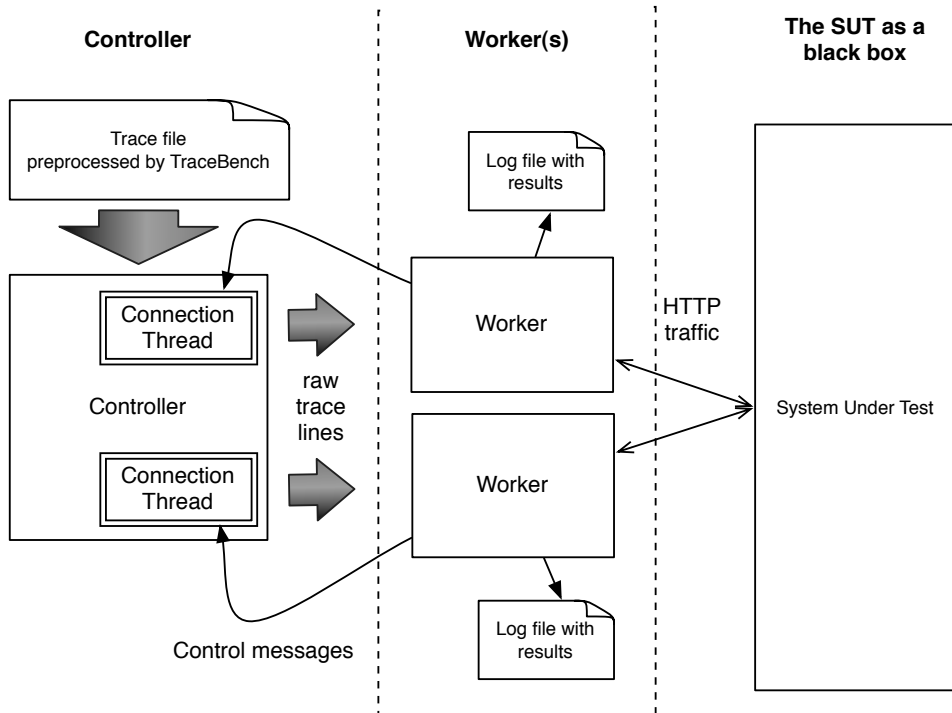 Controller
Worker(s)
The SUT as a
black box
Trace file
preprocessed by TraceBench
Log file with
results
Connection
Thread
Worker
HTTP
traffic
Controller
raw
trace
lines
System Under Test
Connection
Thread
Worker
Log file with
results
Control messages